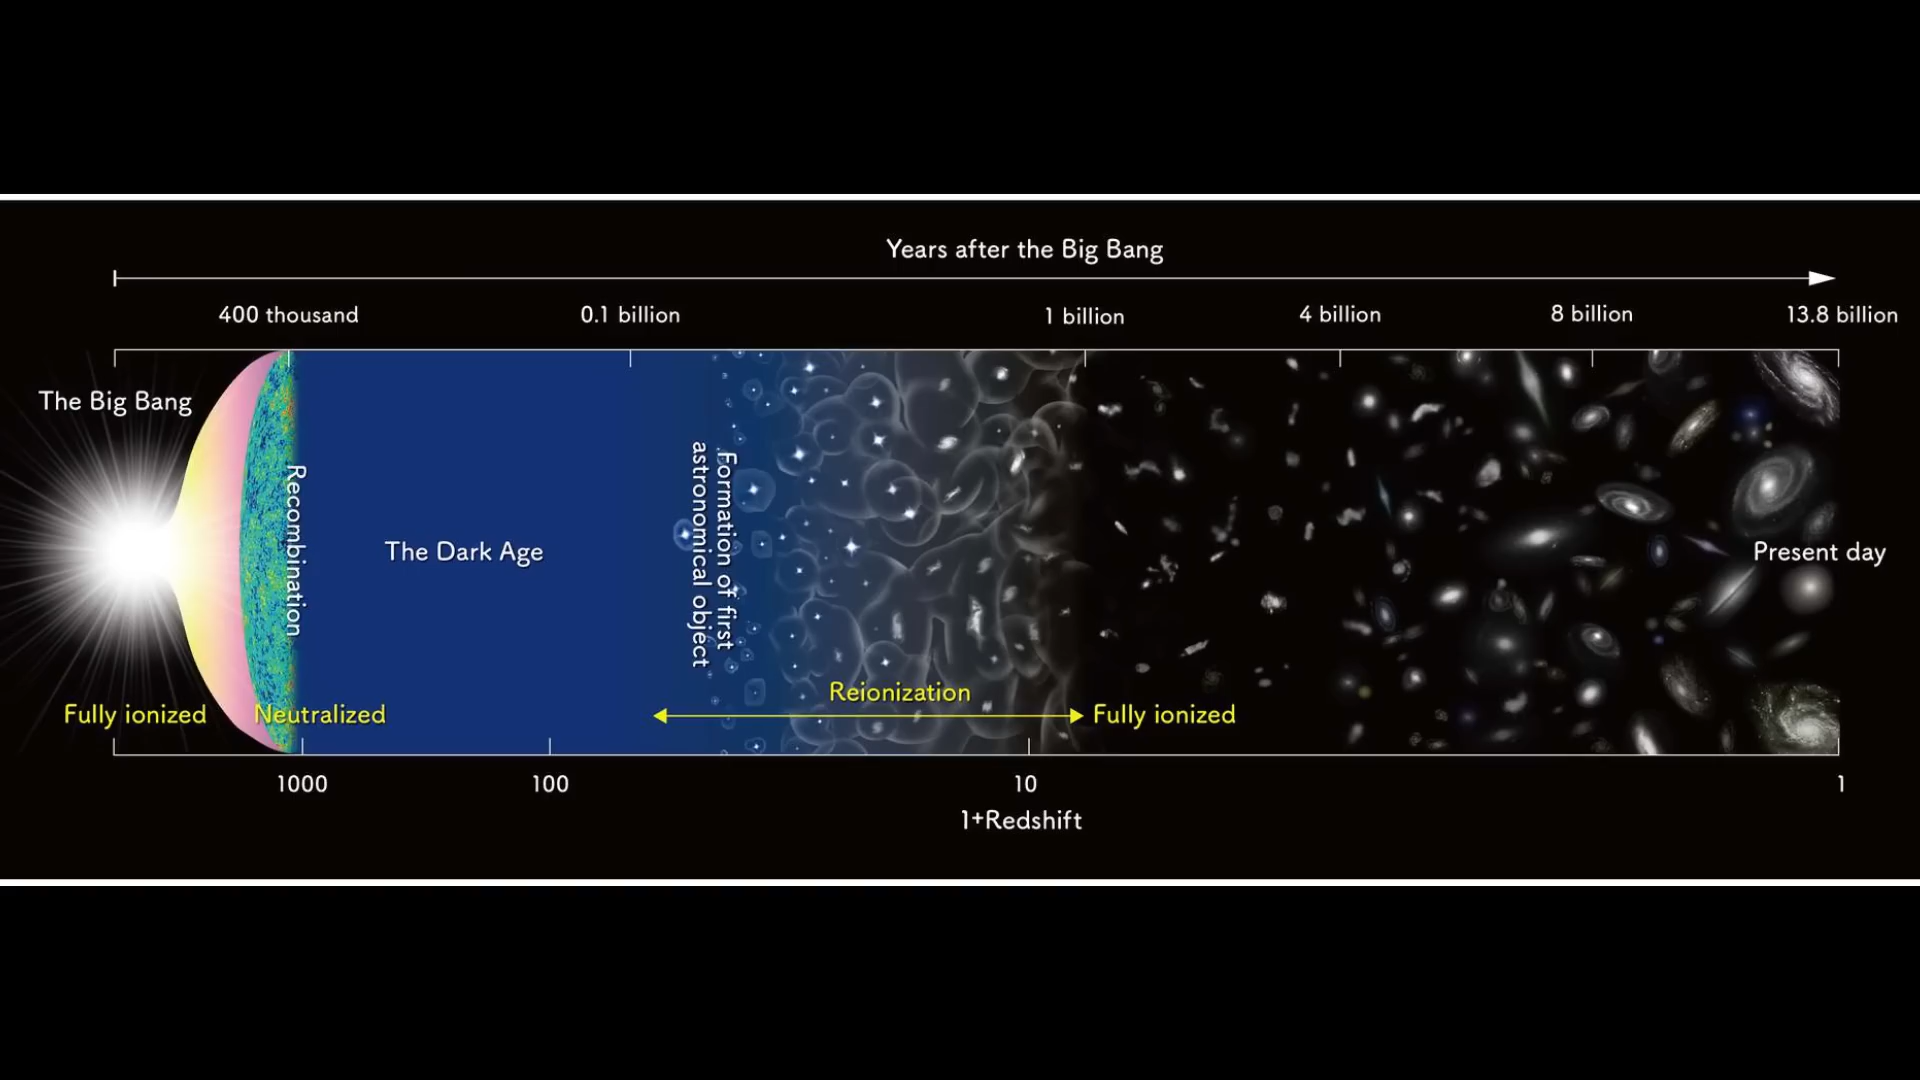 Years after the Big Bang
400 thousand
0.1 billion
1 billion
4 billion
8 billion
13.8 billion
The Big Bang
Recombination
The Dark Age
Formation of first
astronomical object
Present day
Reionization
Fully ionized
Neutralized
Fully ionized
1000
100
10
1
1+Redshift